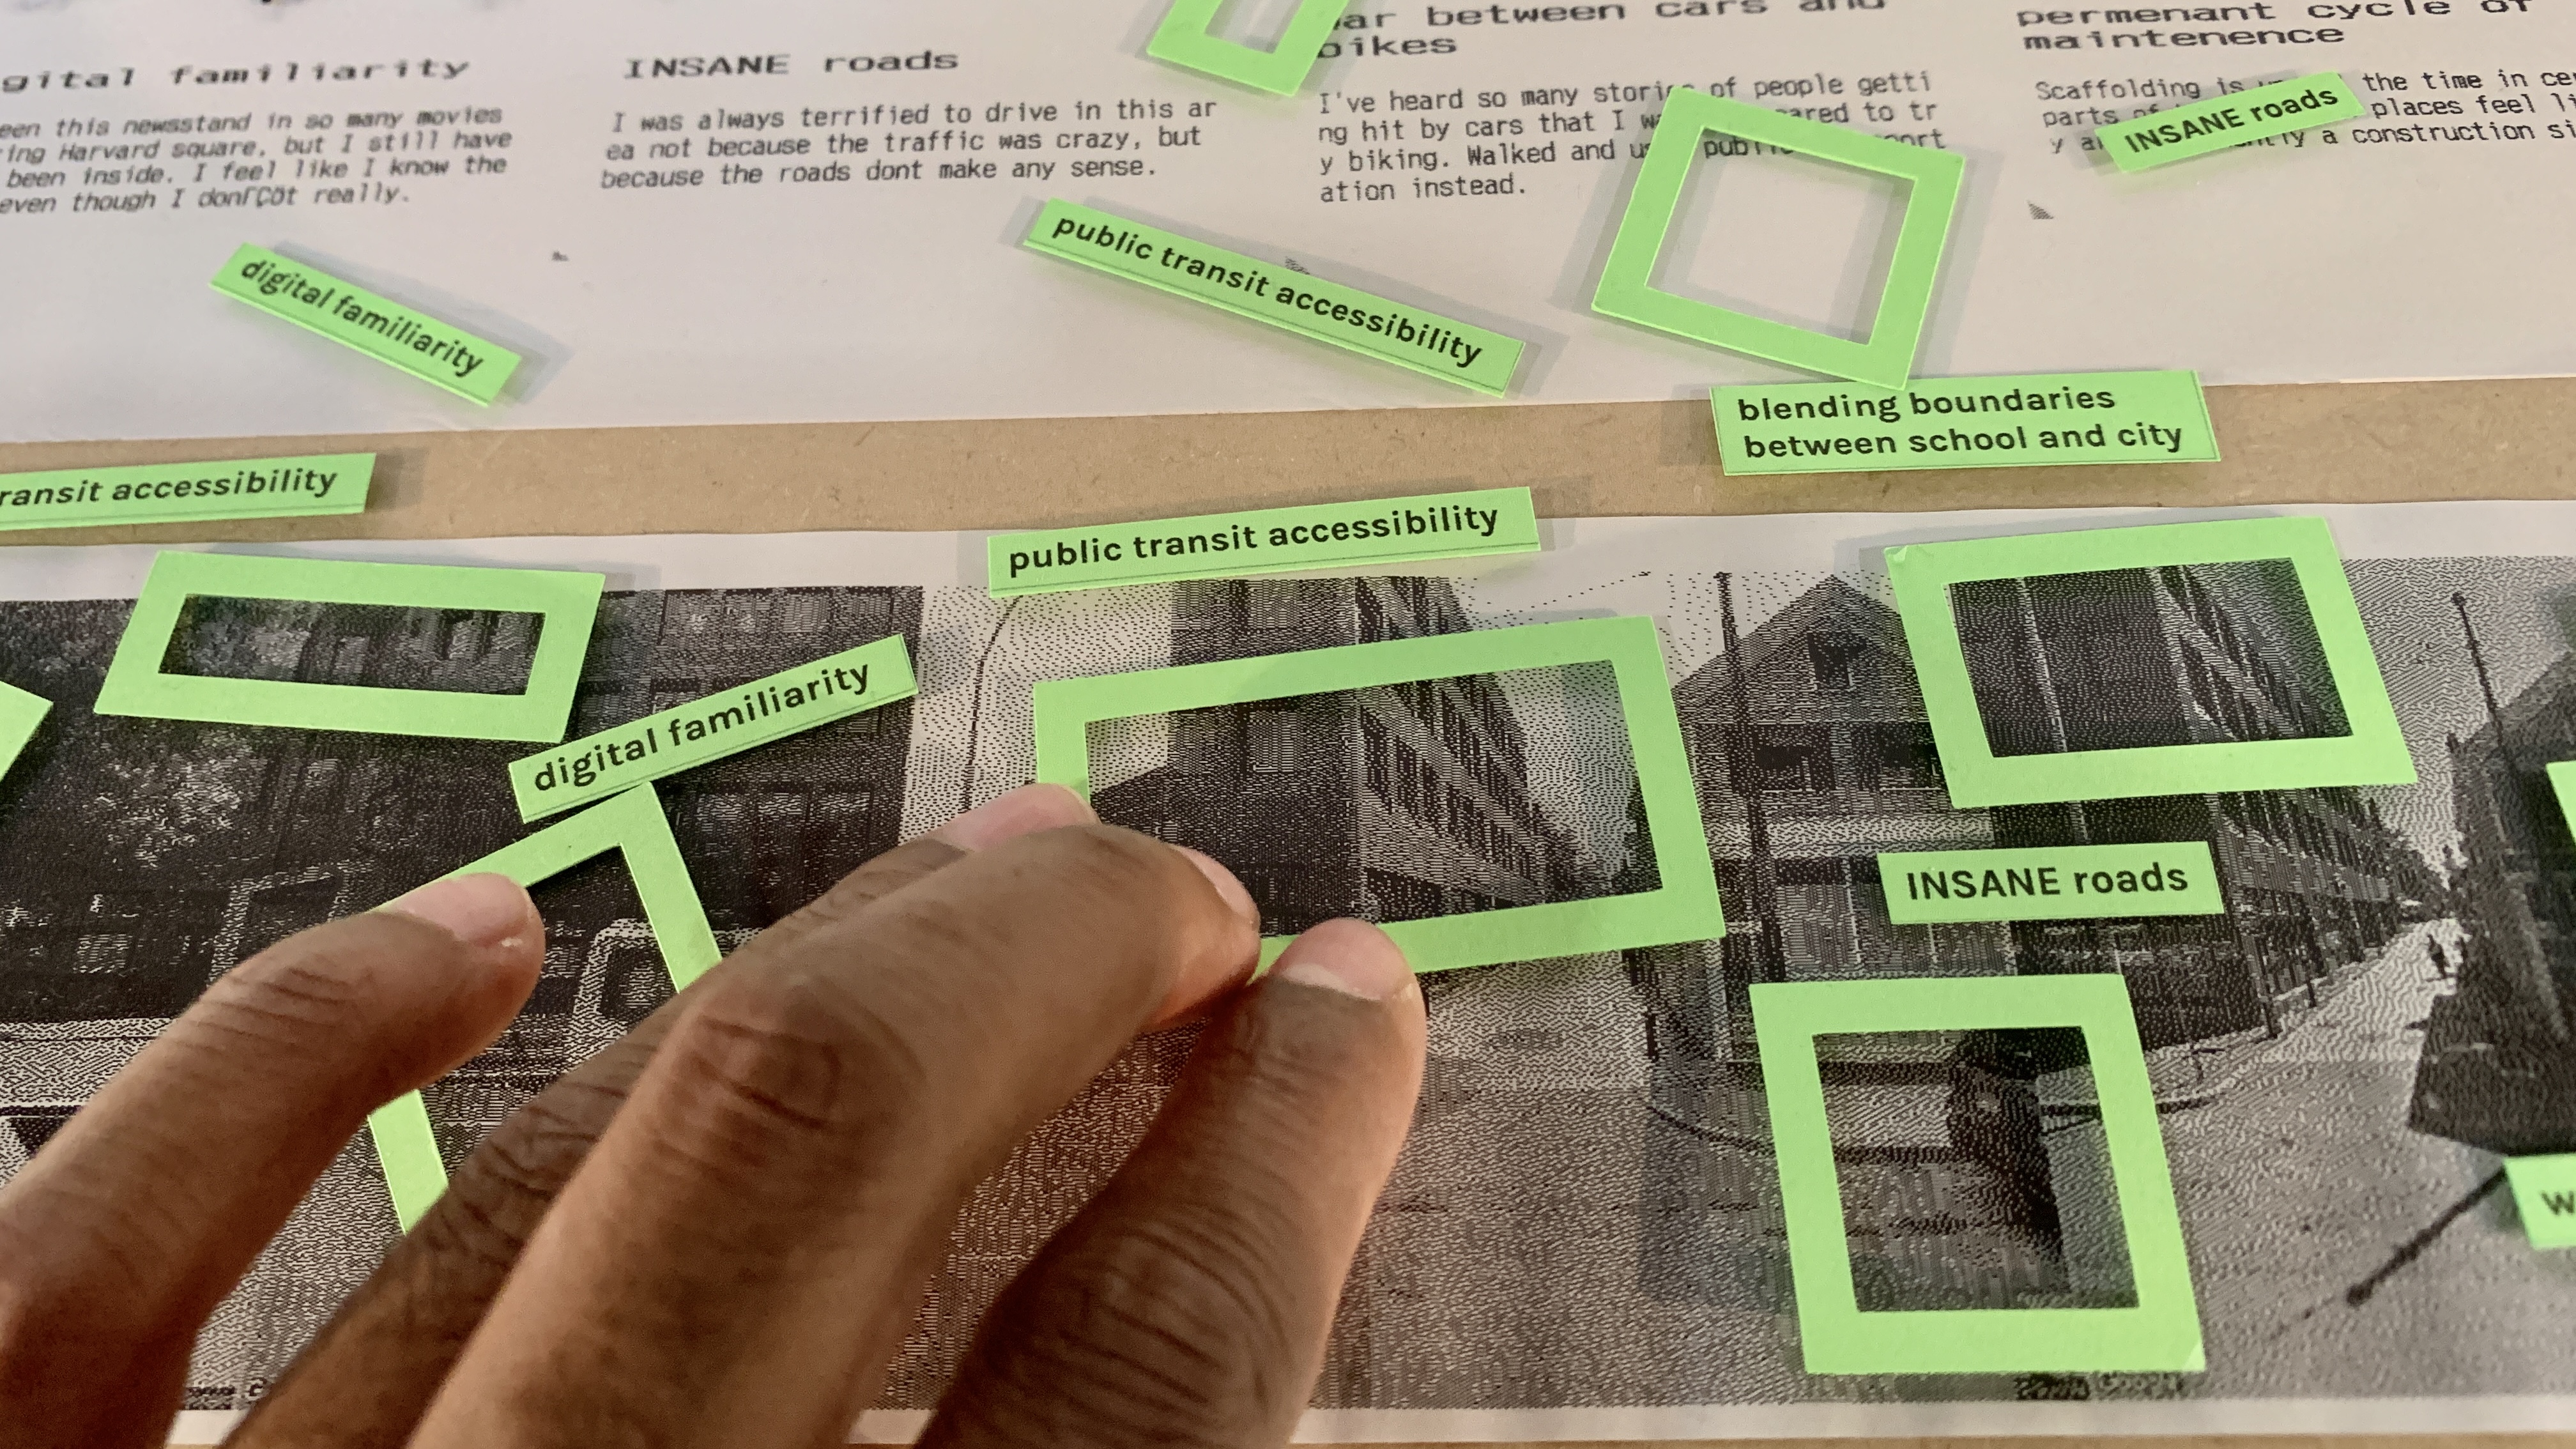 gital familiarity
een this newsstand in so many movies
ing Harvard square, but I still have
been inside. I feel like I know the
even though I donΓÇÖt really.
INSANE roads
I was always terrified to drive in this ar
ea not because the traffic was crazy, but
because the roads dont make any sense.
ar between cars and
bikes
I've heard so many stories of people getti
ng hit by cars that I
ared to tr
y biking. Walked and
ation instead.
permenant cycle of
maintenence
Scaffolding is
the time in
parts of
places feel
a construction
INSANE roads
digital familiarity
public transit accessibility
blending boundaries
between school and city
ransit accessibility
public transit accessibility
digital familiarity
INSANE roads
w